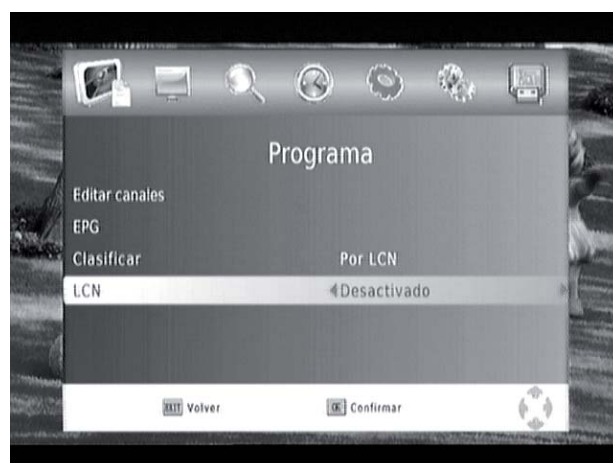 Programa
Editar canales
EPG
Clasificar Por LCN
LCN Desactivado
EXIT Volver OK Confirmar